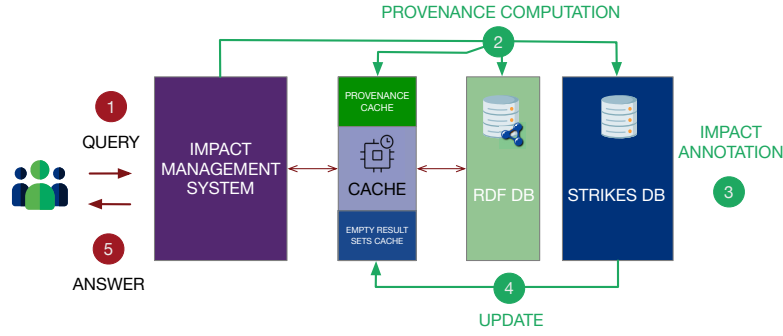 PROVENANCE COMPUTATION
2
1
QUERY
IMPACT
MANAGEMENT
SYSTEM
PROVENANCE
CACHE
CACHE
EMPTY RESULT
SETS CACHE
RDF DB
STRIKES DB
IMPACT
ANNOTATION
3
5
ANSWER
4
UPDATE